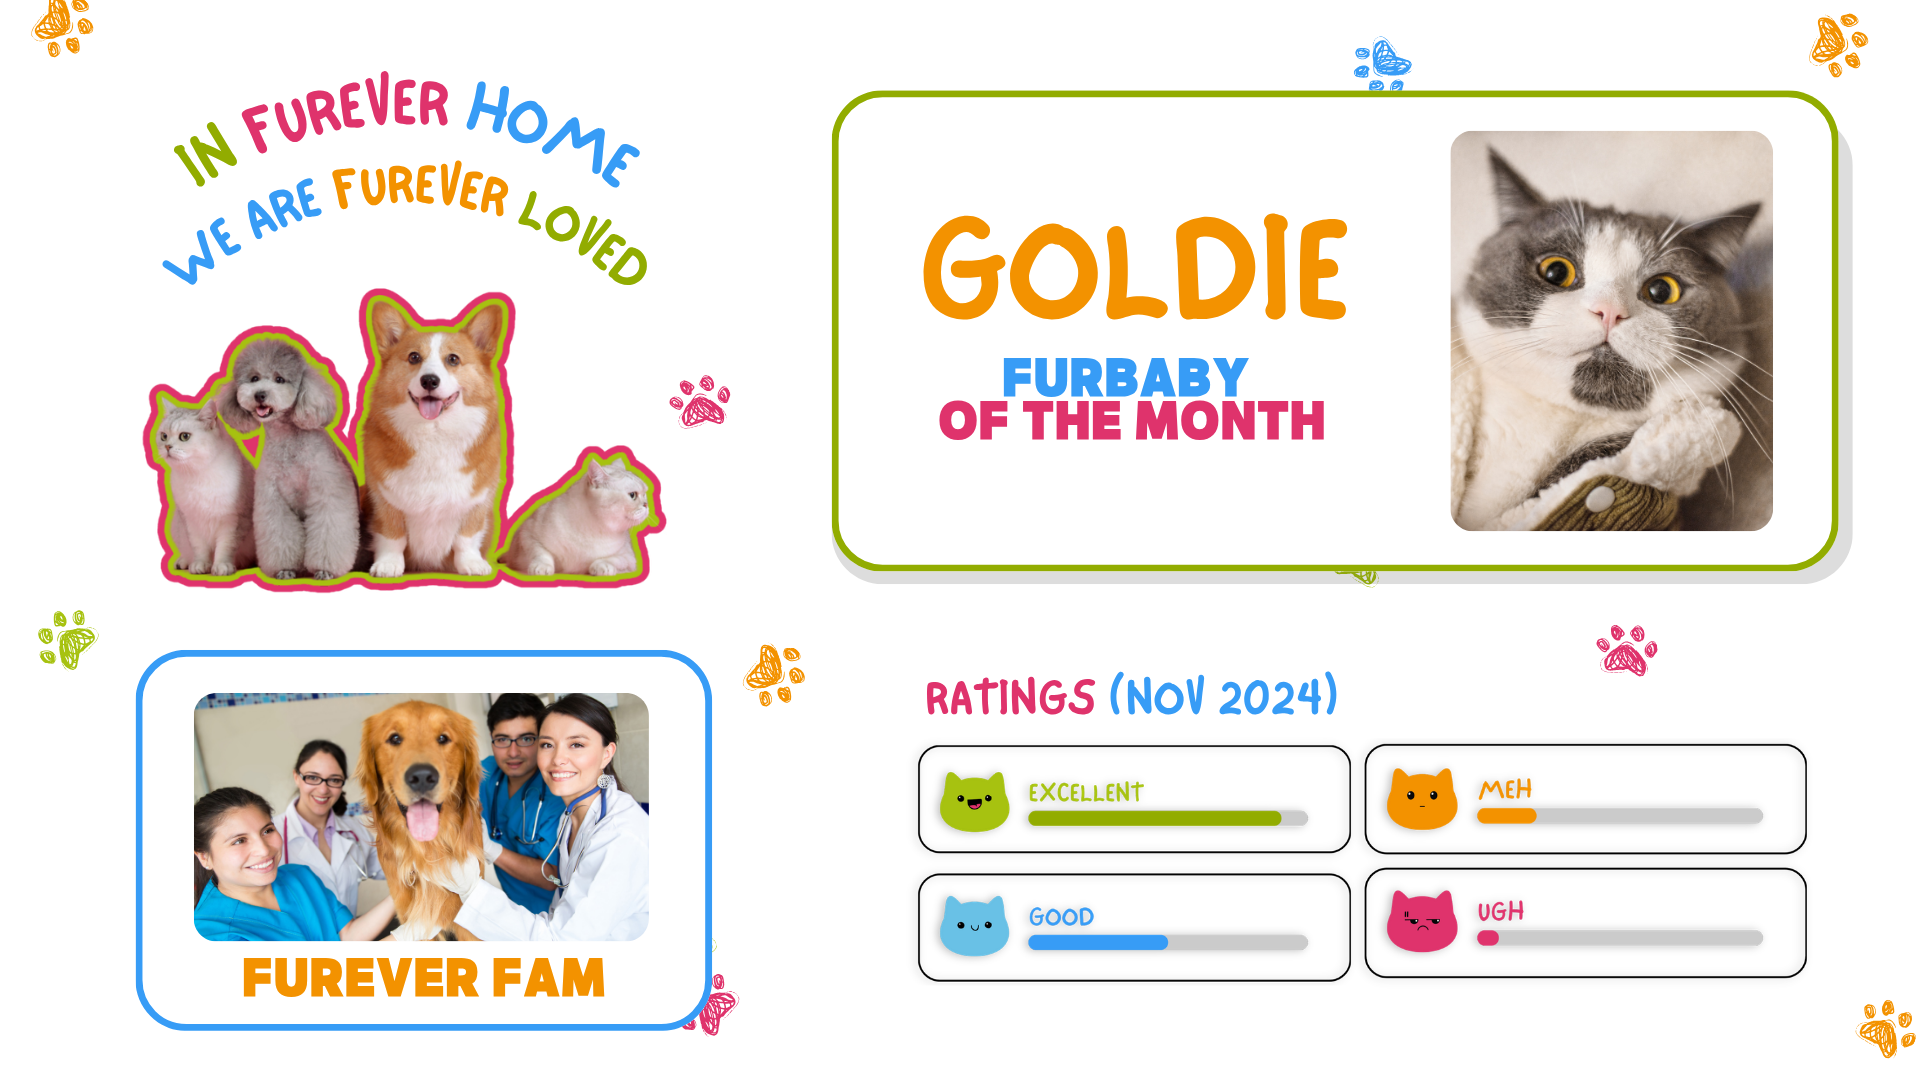 IN FUREVER HOME
WE ARE FUREVER LOVED
GOLDIE
FURBABY
OF THE MONTH
FUREVER FAM
RATINGS (NOV 2024)
EXCELLENT
MEH
GOOD
UGH